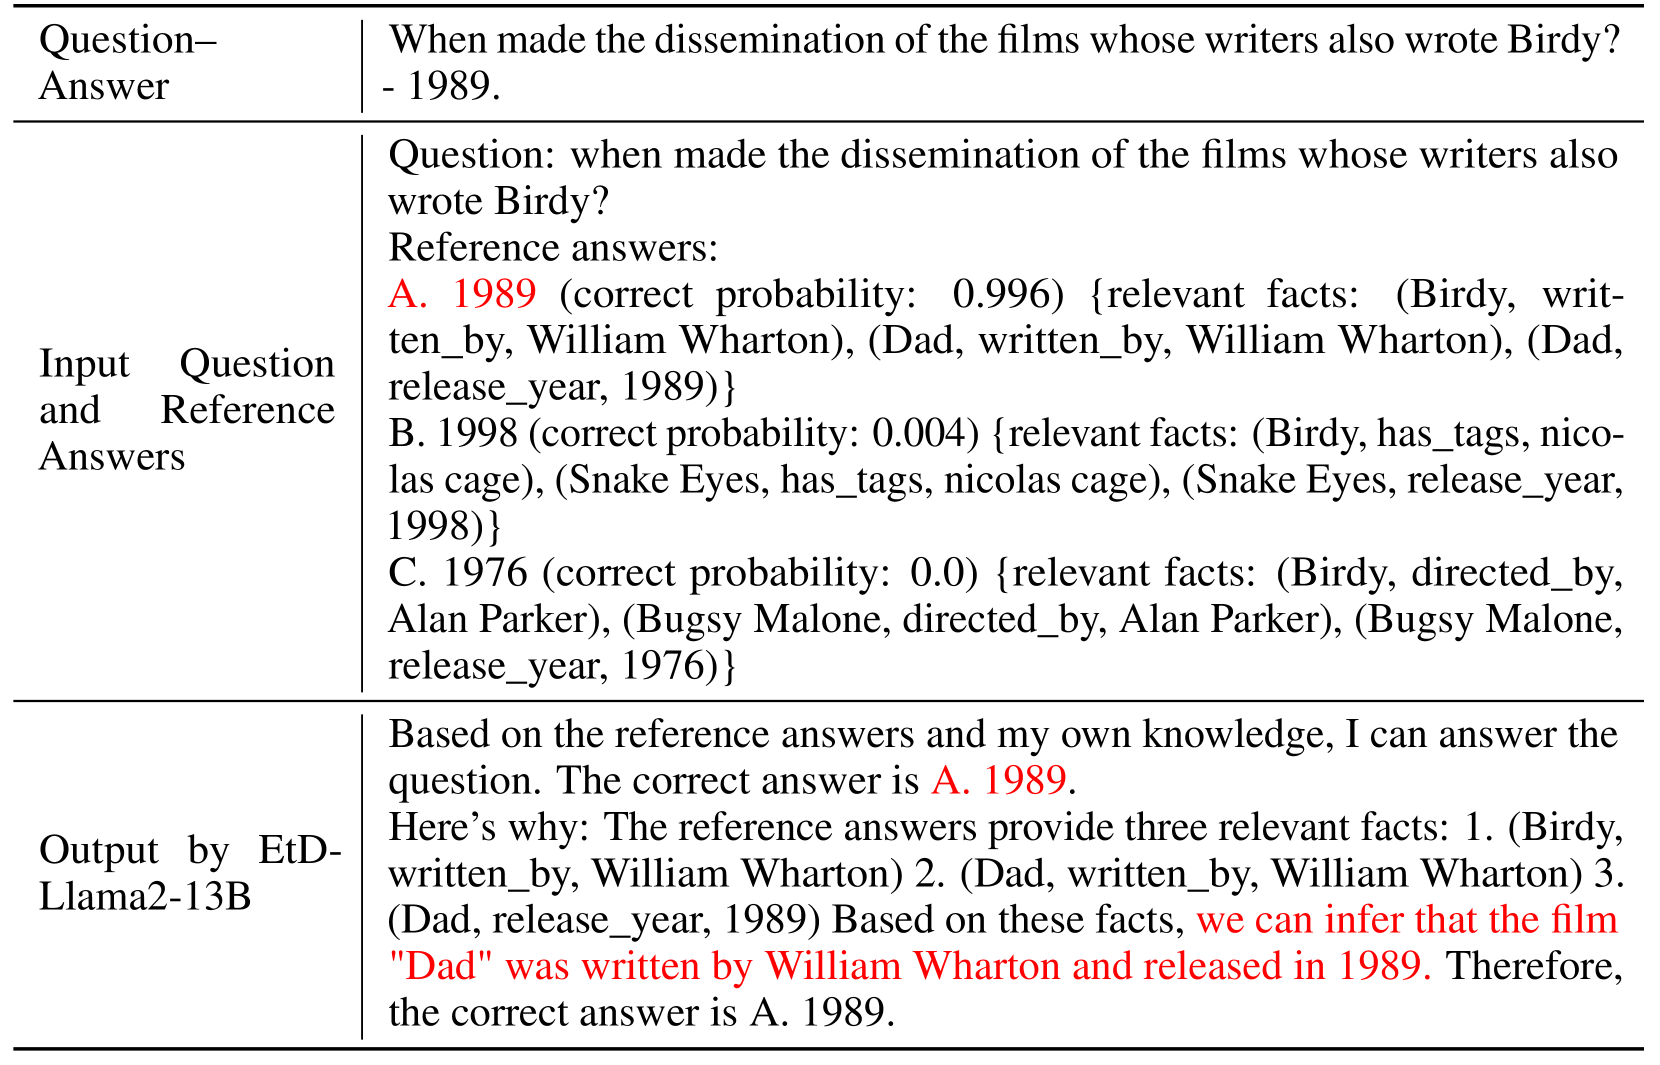 Question–
Answer
When made the dissemination of the films whose writers also wrote Birdy?
- 1989.
Input Question
and Reference
Answers
Question: when made the dissemination of the films whose writers also
wrote Birdy?
Reference answers:
A. 1989 (correct probability: 0.996) {relevant facts: (Birdy, writ-
ten_by, William Wharton), (Dad, written_by, William Wharton), (Dad,
release_year, 1989)}
B. 1998 (correct probability: 0.004) {relevant facts: (Birdy, has_tags, nico-
las cage), (Snake Eyes, has_tags, nicolas cage), (Snake Eyes, release_year,
1998)}
C. 1976 (correct probability: 0.0) {relevant facts: (Birdy, directed_by,
Alan Parker), (Bugsy Malone, directed_by, Alan Parker), (Bugsy Malone,
release_year, 1976)}
Output by EtD-
Llama2-13B
Based on the reference answers and my own knowledge, I can answer the
question. The correct answer is A. 1989.
Here's why: The reference answers provide three relevant facts: 1. (Birdy,
written_by, William Wharton) 2. (Dad, written_by, William Wharton) 3.
(Dad, release_year, 1989) Based on these facts, we can infer that the film
"Dad" was written by William Wharton and released in 1989. Therefore,
the correct answer is A. 1989.